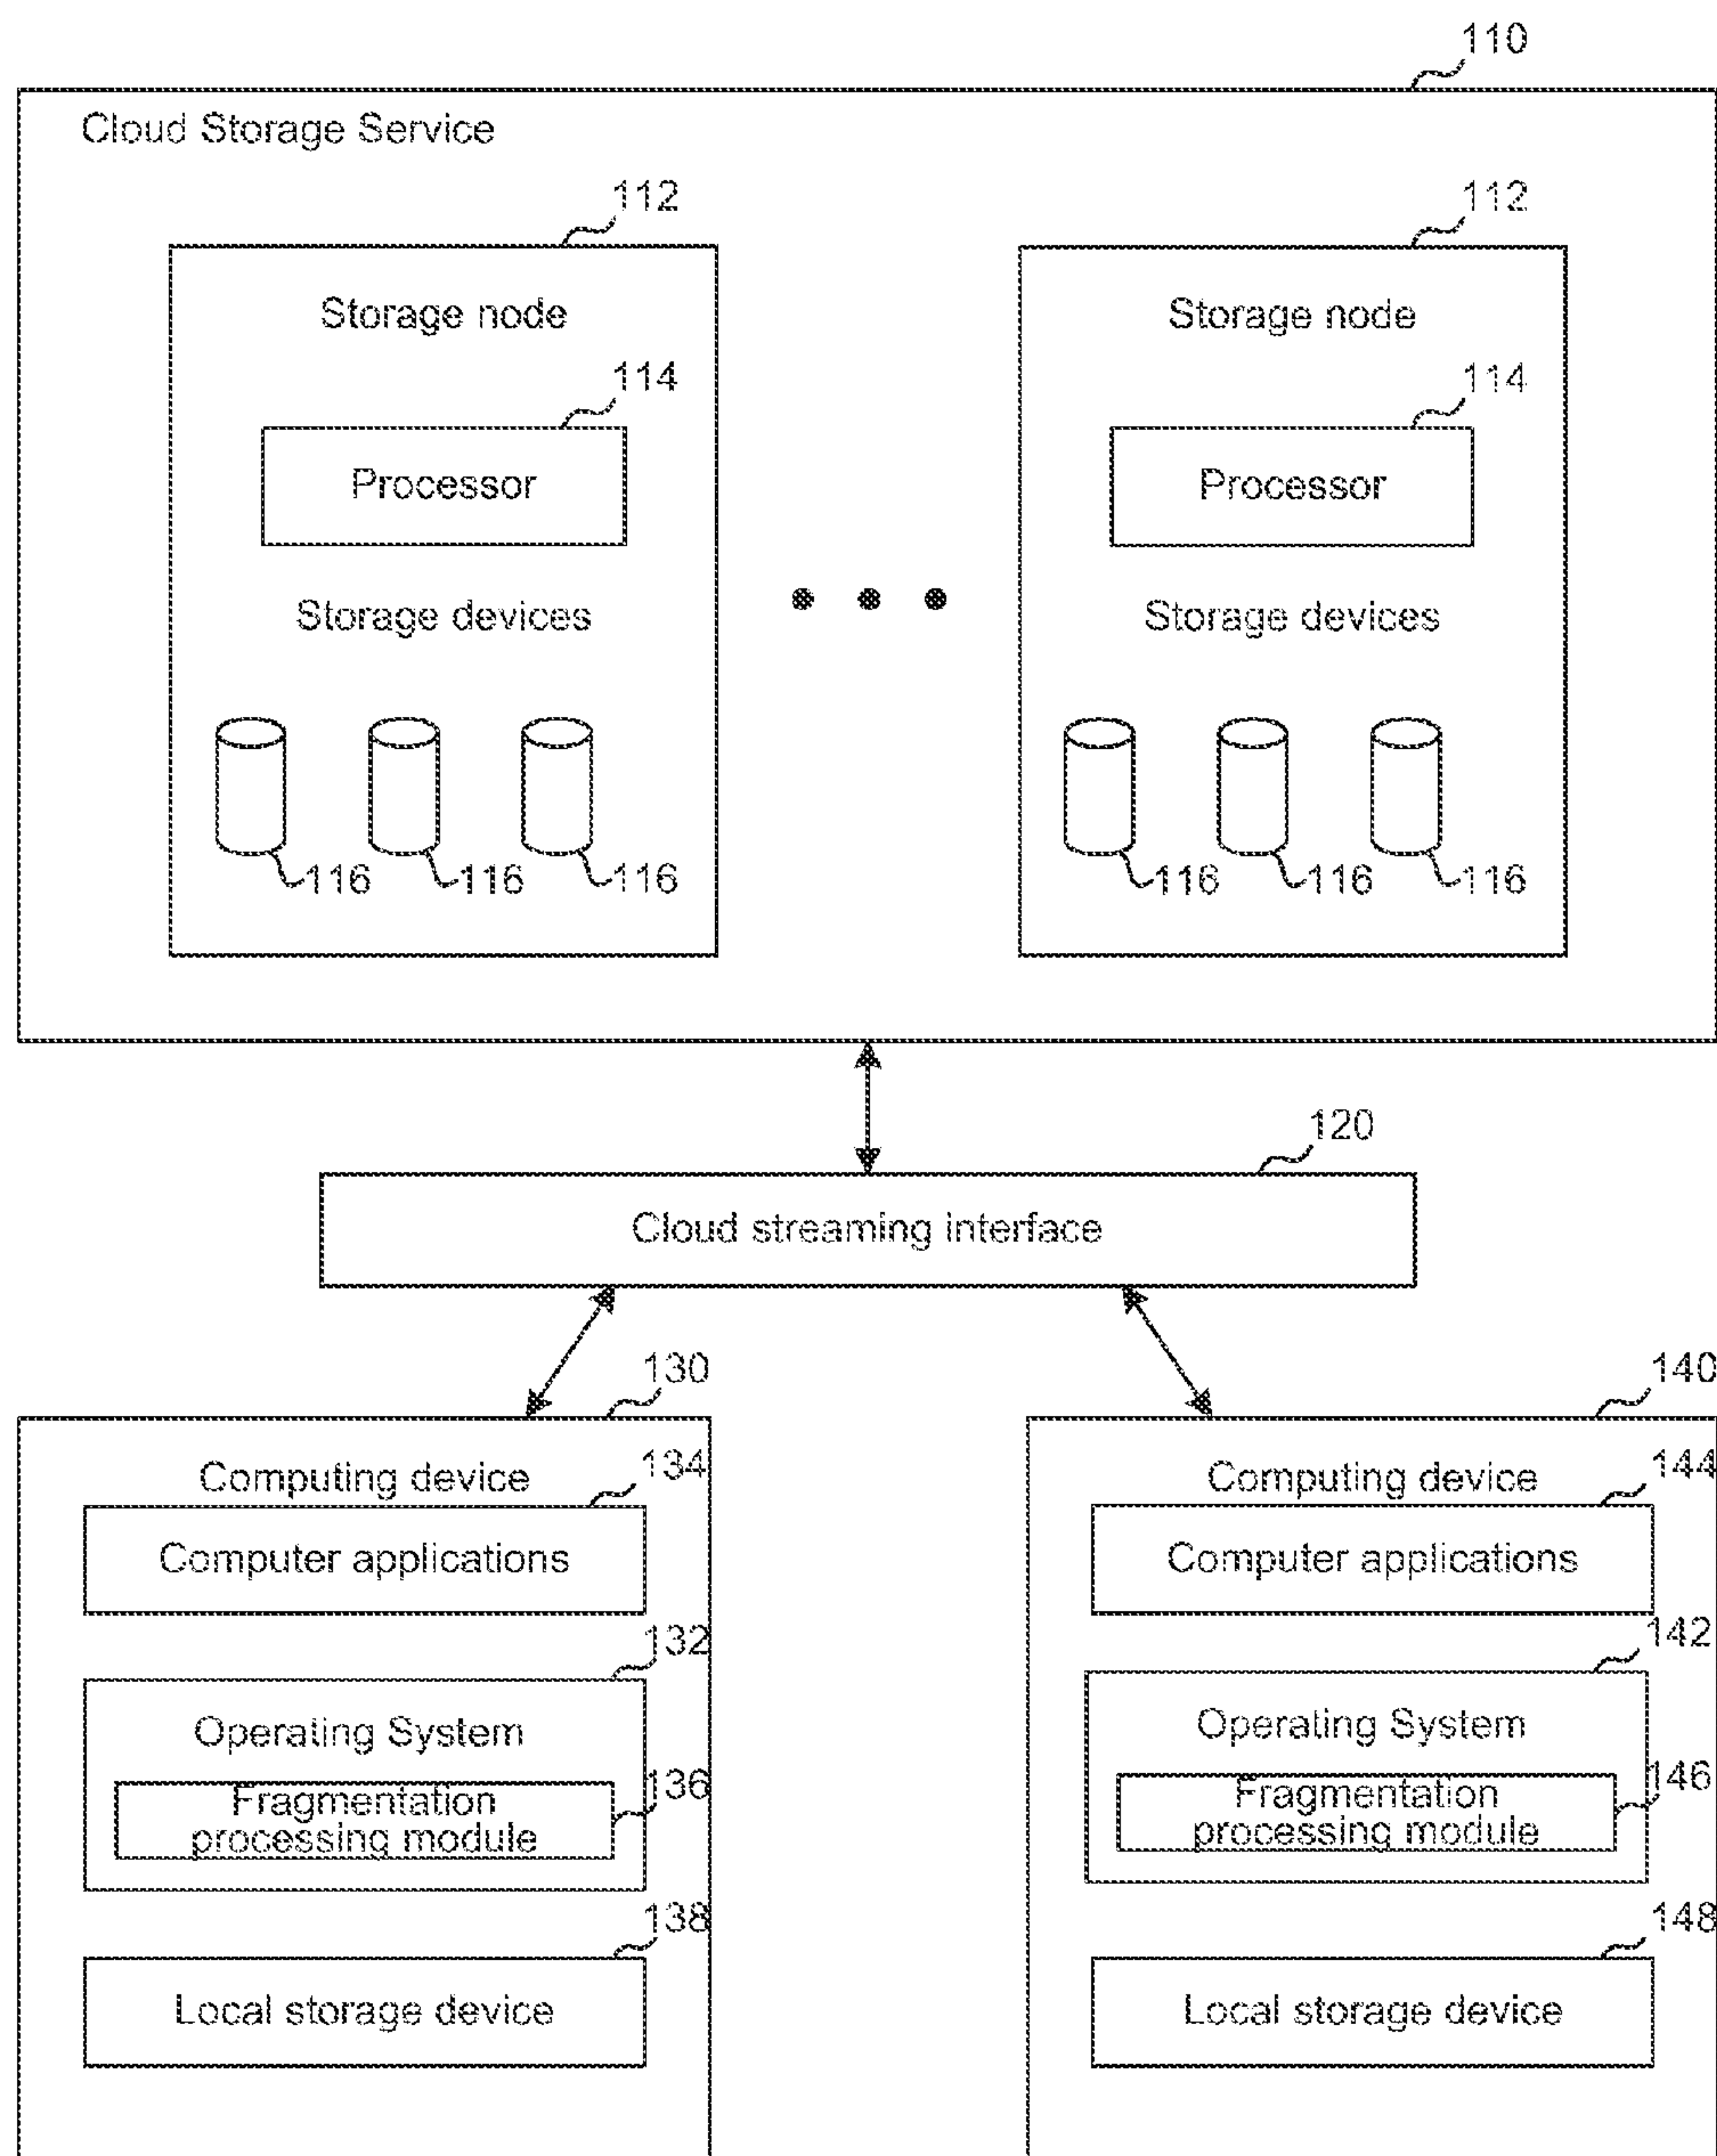 110
Cloud Storage Service
112
112
Storage node
Storage node
114
114
Processor
Processor
Storage devices
Storage devices
116
116
116
116
116
116
120
Cloud streaming interface
130
140
Computing device
134
Computing device
144
Computer applications
Computer applications
132
142
Operating System
Operating System
136
146
Fragmentation
processing module
Fragmentation
processing module
138
148
Local storage device
Local storage device